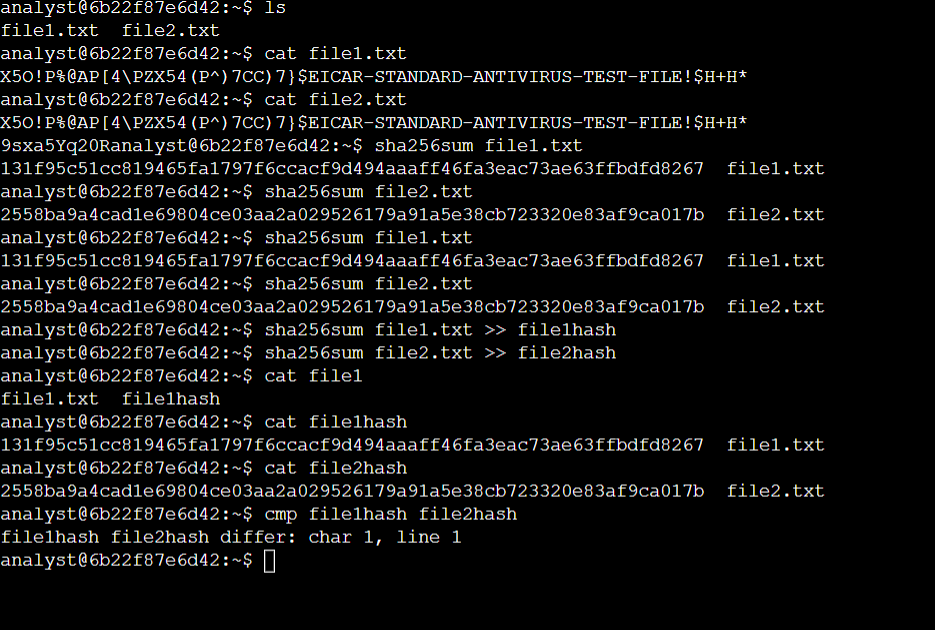 analyst@6b22f87e6d42:~$ ls
file1.txt  file2.txt
analyst@6b22f87e6d42:~$ cat file1.txt
X5O!P%@AP[4\PZX54(P^)7CC)7}$EICAR-STANDARD-ANTIVIRUS-TEST-FILE!$H+H*
analyst@6b22f87e6d42:~$ cat file2.txt
X5O!P%@AP[4\PZX54(P^)7CC)7}$EICAR-STANDARD-ANTIVIRUS-TEST-FILE!$H+H*
9sxa5Yq20Ranalyst@6b22f87e6d42:~$ sha256sum file1.txt
131f95c51cc819465fa1797f6ccacf9d494aaaff46fa3eac73ae63ffbdfd8267  file1.txt
analyst@6b22f87e6d42:~$ sha256sum file2.txt
2558ba9a4cad1e69804ce03aa2a029526179a91a5e38cb723320e83af9ca017b  file2.txt
analyst@6b22f87e6d42:~$ sha256sum file1.txt
131f95c51cc819465fa1797f6ccacf9d494aaaff46fa3eac73ae63ffbdfd8267  file1.txt
analyst@6b22f87e6d42:~$ sha256sum file2.txt
2558ba9a4cad1e69804ce03aa2a029526179a91a5e38cb723320e83af9ca017b  file2.txt
analyst@6b22f87e6d42:~$ sha256sum file1.txt >> file1hash
analyst@6b22f87e6d42:~$ sha256sum file2.txt >> file2hash
analyst@6b22f87e6d42:~$ cat file1
file1.txt  file1hash
analyst@6b22f87e6d42:~$ cat file1hash
131f95c51cc819465fa1797f6ccacf9d494aaaff46fa3eac73ae63ffbdfd8267  file1.txt
analyst@6b22f87e6d42:~$ cat file2hash
2558ba9a4cad1e69804ce03aa2a029526179a91a5e38cb723320e83af9ca017b  file2.txt
analyst@6b22f87e6d42:~$ cmp file1hash file2hash
file1hash file2hash differ: char 1, line 1
analyst@6b22f87e6d42:~$